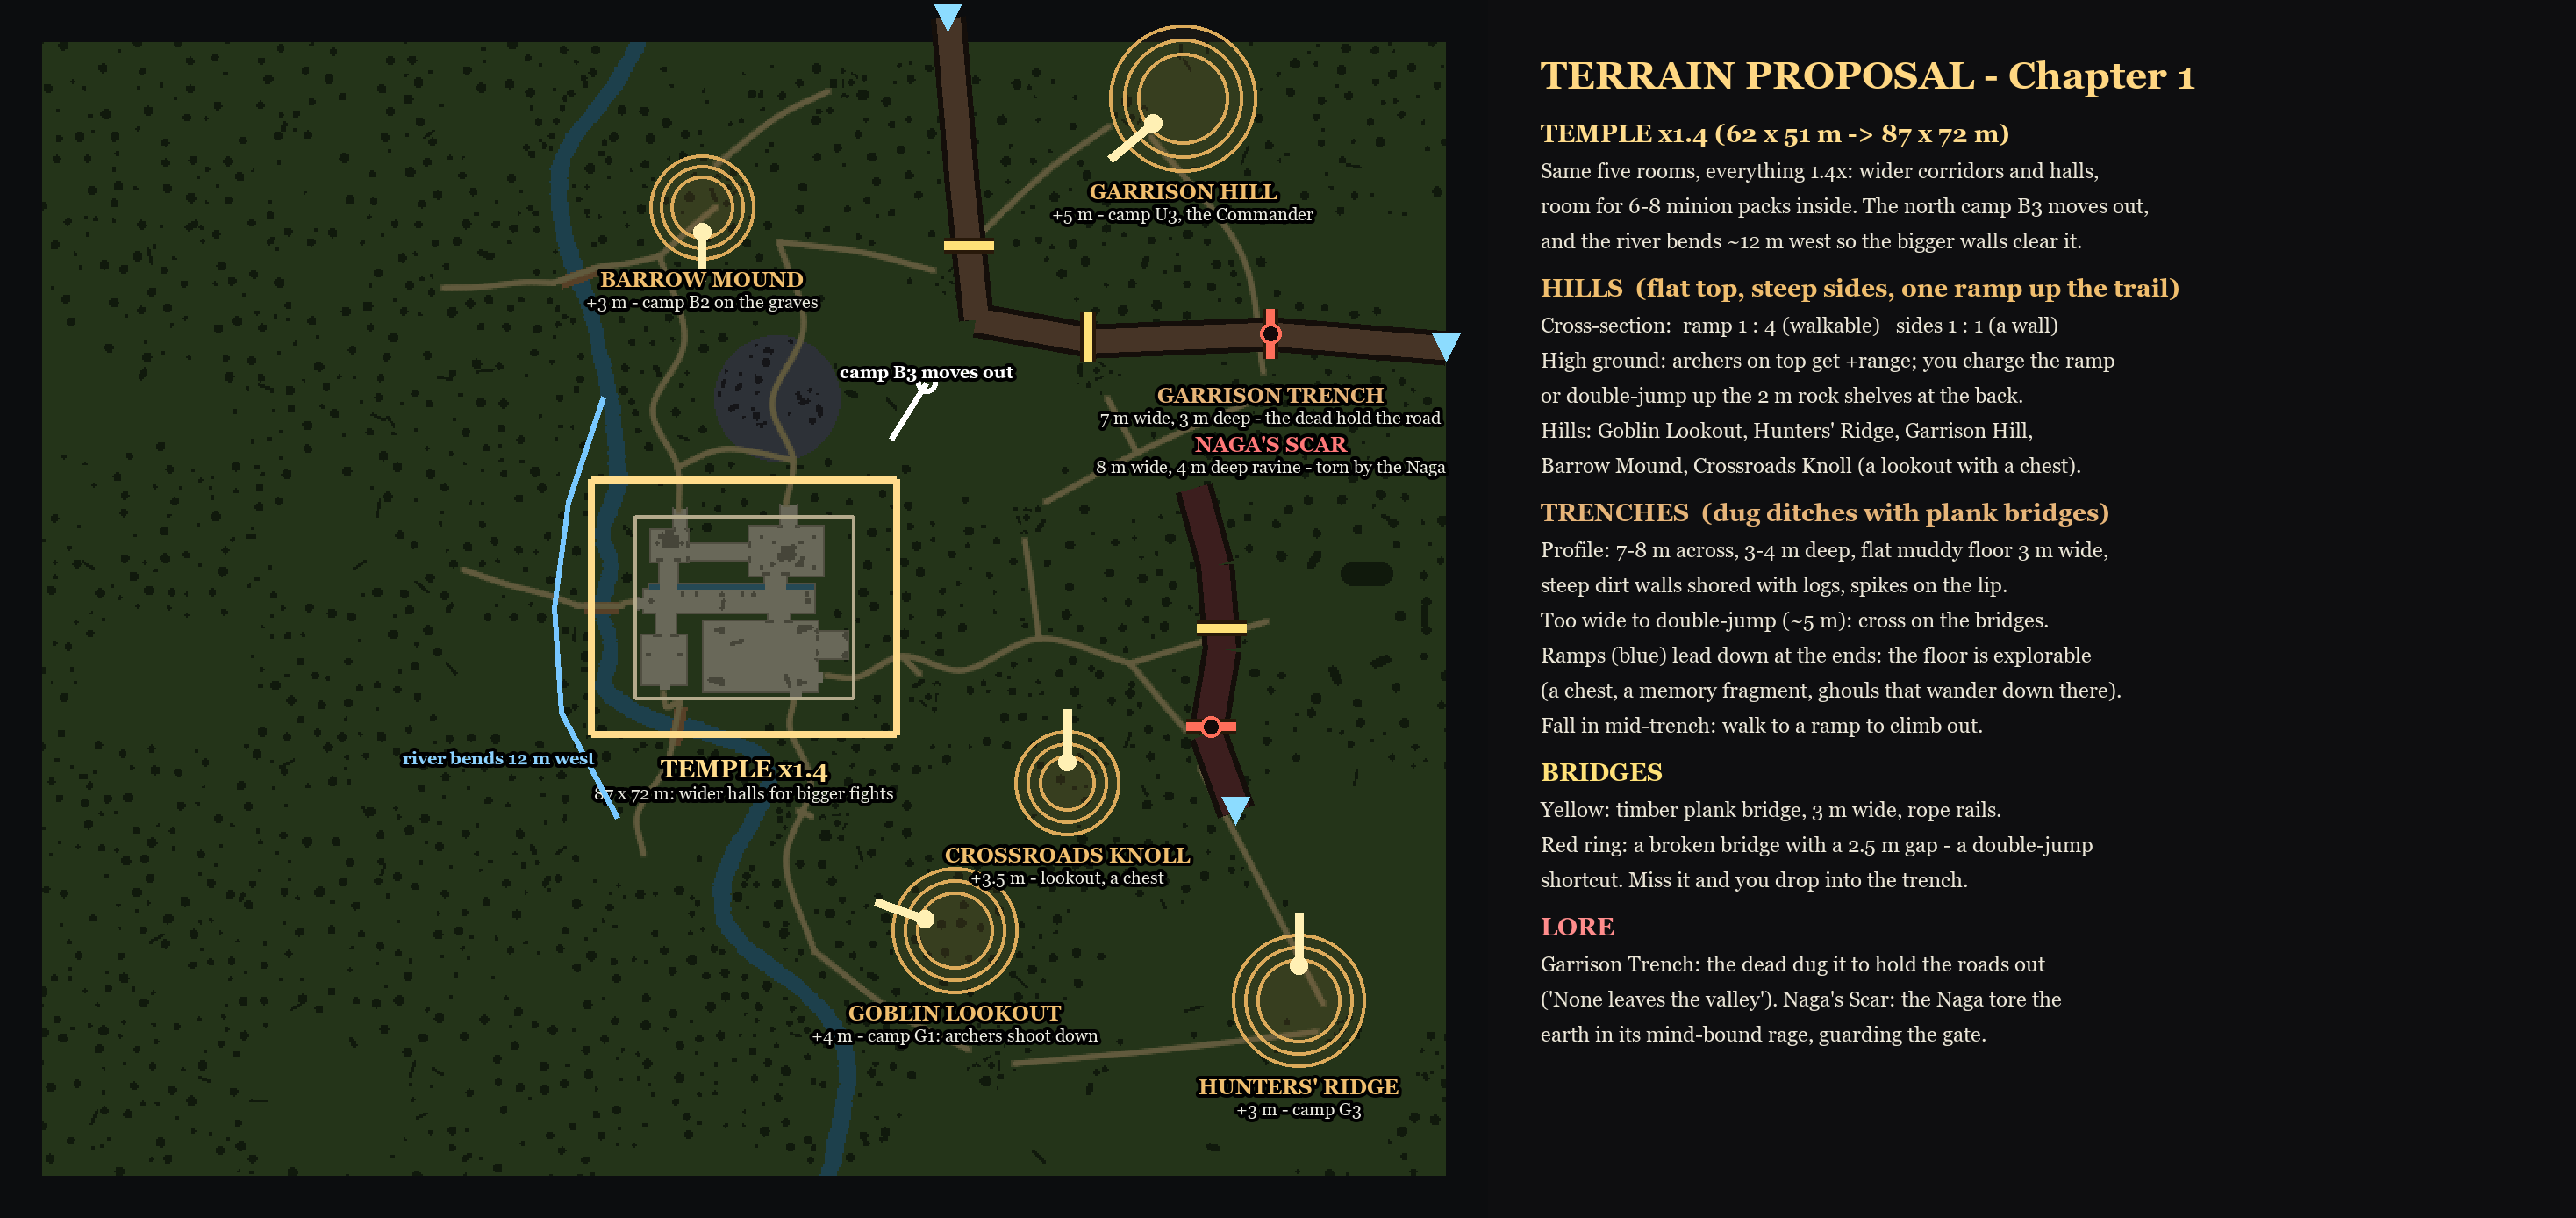 BARROW MOUND
+3 m - camp B2 on the graves
GARRISON HILL
+5 m - camp U3, the Commander
camp B3 moves out
GARRISON TRENCH
7 m wide, 3 m deep - the dead hold the road
NAGA'S SCAR
8 m wide, 4 m deep ravine - torn by the Naga
river bends 12 m west
TEMPLE x1.4
87 x 72 m: wider halls for bigger fights
CROSSROADS KNOLL
+3.5 m - lookout, a chest
GOBLIN LOOKOUT
+4 m - camp G1: archers shoot down
HUNTERS' RIDGE
+3 m - camp G3
TERRAIN PROPOSAL - Chapter 1
TEMPLE x1.4 (62 x 51 m -> 87 x 72 m)
Same five rooms, everything 1.4x: wider corridors and halls,
room for 6-8 minion packs inside. The north camp B3 moves out,
and the river bends ~12 m west so the bigger walls clear it.
HILLS (flat top, steep sides, one ramp up the trail)
Cross-section: ramp 1 : 4 (walkable) sides 1 : 1 (a wall)
High ground: archers on top get +range; you charge the ramp
or double-jump up the 2 m rock shelves at the back.
Hills: Goblin Lookout, Hunters' Ridge, Garrison Hill,
Barrow Mound, Crossroads Knoll (a lookout with a chest).
TRENCHES (dug ditches with plank bridges)
Profile: 7-8 m across, 3-4 m deep, flat muddy floor 3 m wide,
steep dirt walls shored with logs, spikes on the lip.
Too wide to double-jump (~5 m): cross on the bridges.
Ramps (blue) lead down at the ends: the floor is explorable
(a chest, a memory fragment, ghouls that wander down there).
Fall in mid-trench: walk to a ramp to climb out.
BRIDGES
Yellow: timber plank bridge, 3 m wide, rope rails.
Red ring: a broken bridge with a 2.5 m gap - a double-jump
shortcut. Miss it and you drop into the trench.
LORE
Garrison Trench: the dead dug it to hold the roads out
('None leaves the valley'). Naga's Scar: the Naga tore the
earth in its mind-bound rage, guarding the gate.